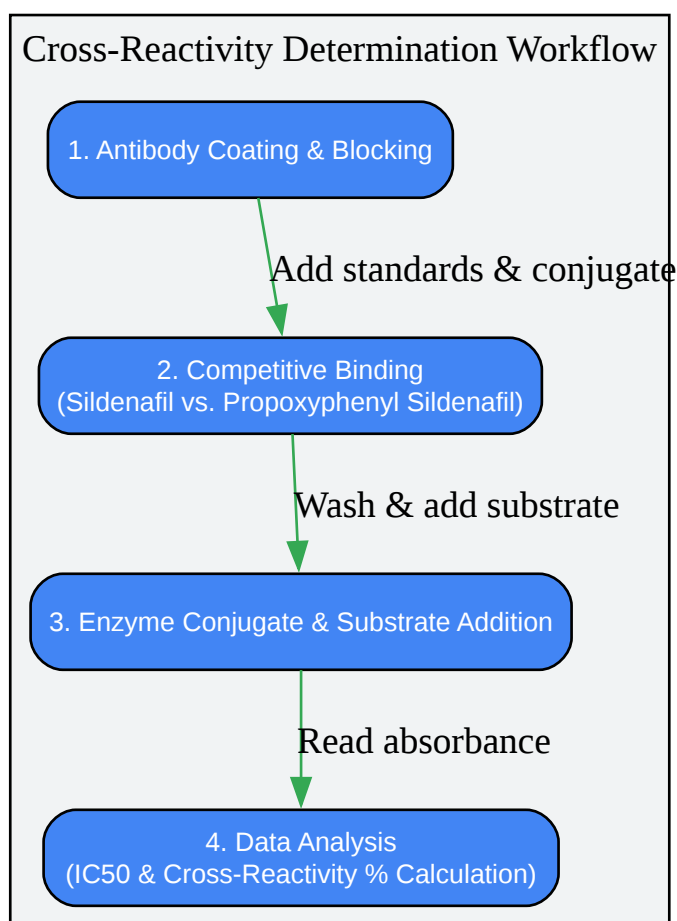 Cross-Reactivity Determination Workflow
1. Antibody Coating & Blocking
Add standards & conjugate
2. Competitive Binding
(Sildenafil vs. Propoxyphenyl Sildenafil)
Wash & add substrate
3. Enzyme Conjugate & Substrate Addition
Read absorbance
4. Data Analysis
(IC50 & Cross-Reactivity % Calculation)